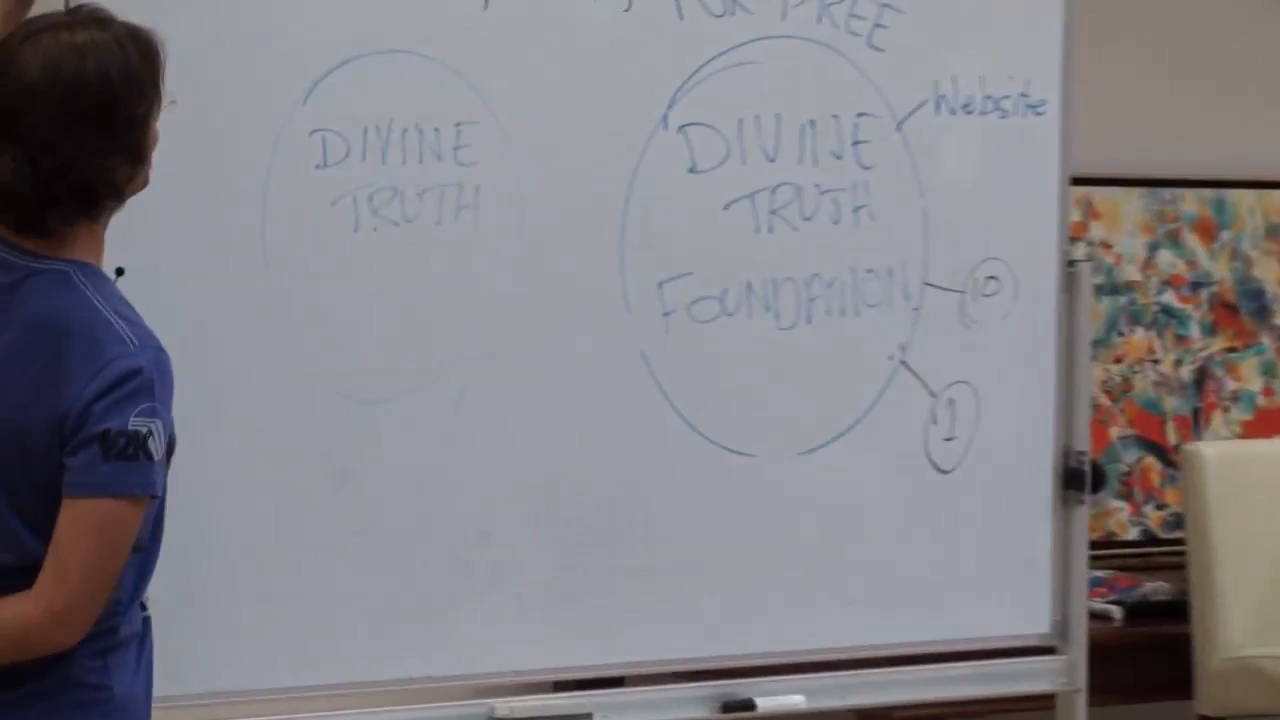 FOR FREE
Website
DIVINE
TRUTH
DIVINE
TRUTH
FOUNDATION
10
1